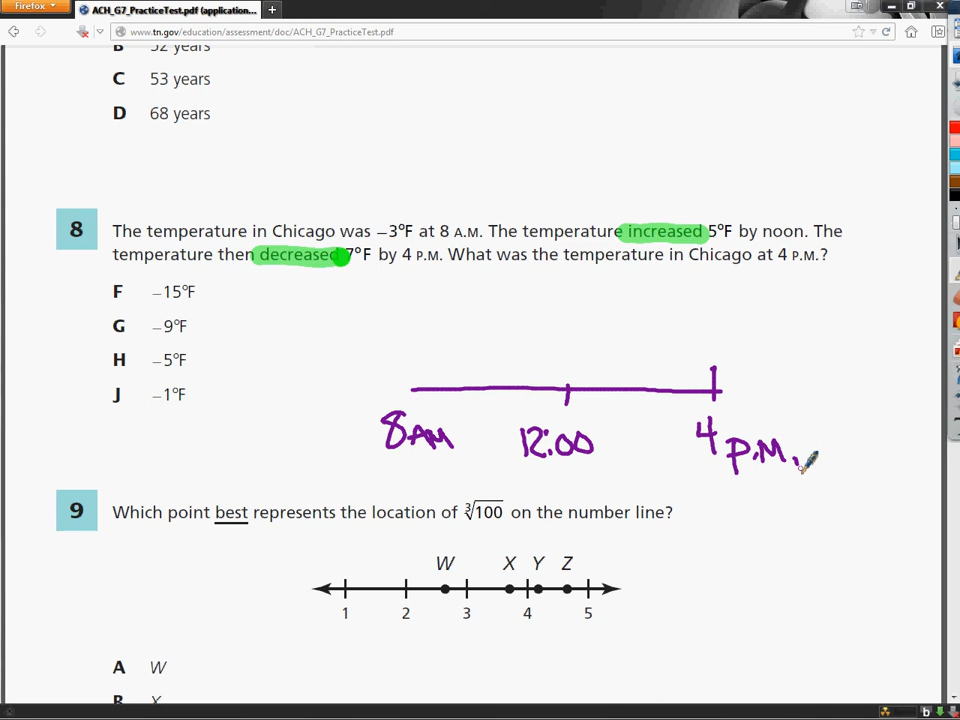 Firefox
ACH_G7_PracticeTest.pdf (application...
+
www.tn.gov/education/assessment/doc/ACH_G7_PracticeTest.pdf
B 52 years
C 53 years
D 68 years
8 The temperature in Chicago was −3°F at 8 A.M. The temperature increased 5°F by noon. The
temperature then decreased 7°F by 4 P.M. What was the temperature in Chicago at 4 P.M.?
F −15°F
G −9°F
H −5°F
J −1°F
8AM 12:00 4 P.M.
9 Which point best represents the location of ∛100 on the number line?
W X Y Z
1 2 3 4 5
A W
B X